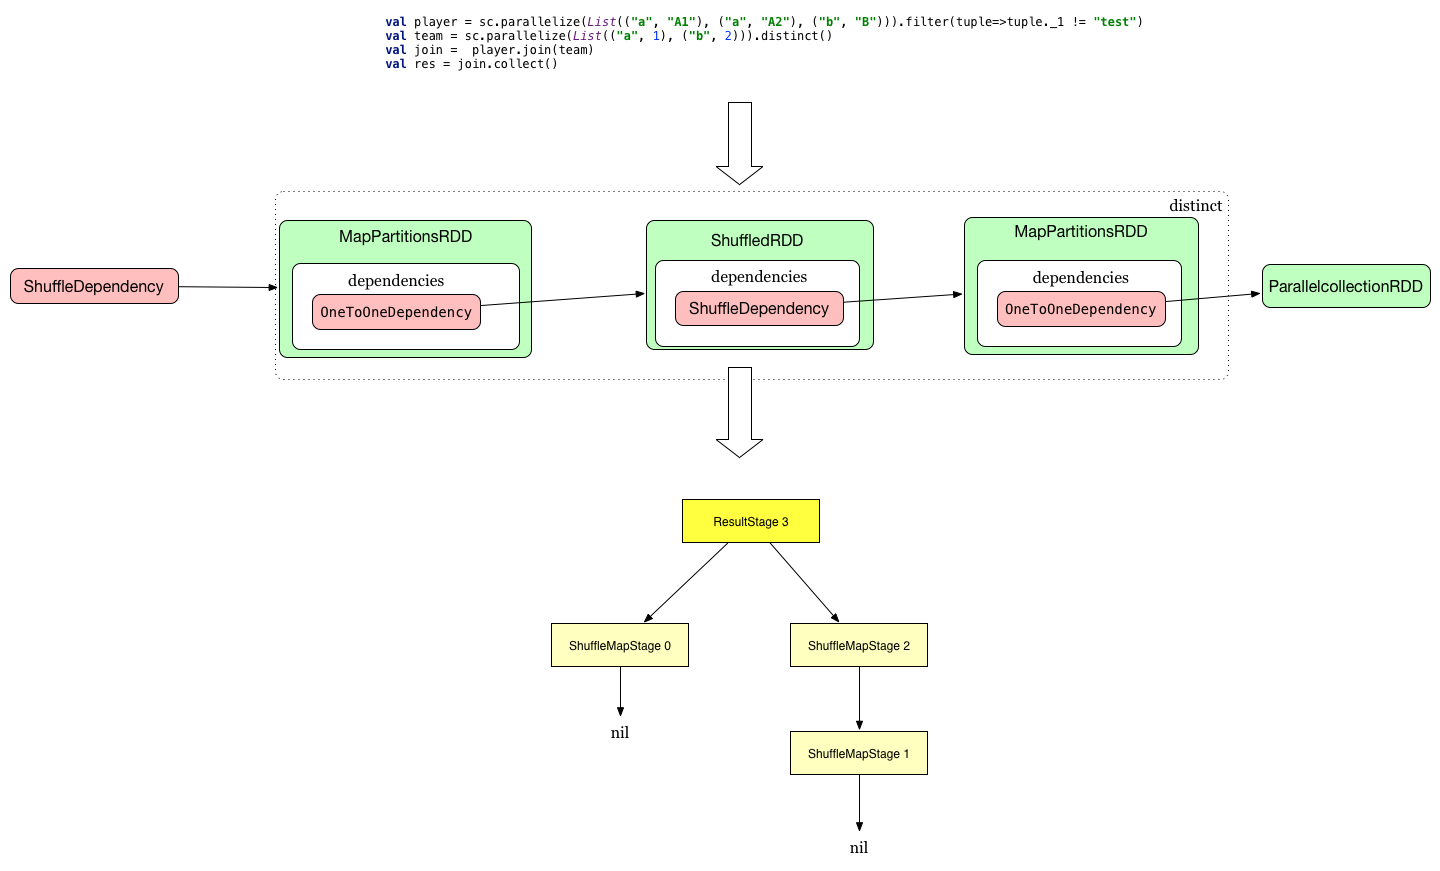 val player = sc.parallelize(List(("a", "A1"), ("a", "A2"), ("b", "B"))).filter(tuple=>tuple._1 != "test")
val team = sc.parallelize(List(("a", 1), ("b", 2))).distinct()
val join =  player.join(team)
val res = join.collect()
distinct
MapPartitionsRDD
ShuffledRDD
MapPartitionsRDD
dependencies
dependencies
dependencies
ShuffleDependency
OneToOneDependency
ShuffleDependency
OneToOneDependency
ParallelcollectionRDD
ResultStage 3
ShuffleMapStage 0
ShuffleMapStage 2
nil
ShuffleMapStage 1
nil